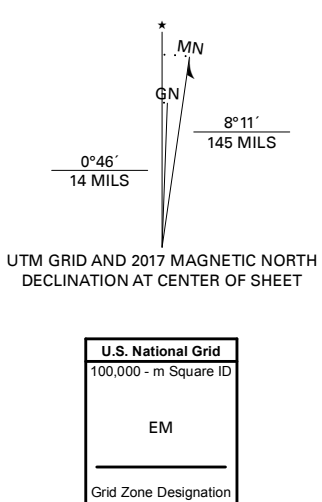 ★
MN
GN
0°46´
14 MILS
8°11´
145 MILS
UTM GRID AND 2017 MAGNETIC NORTH
DECLINATION AT CENTER OF SHEET
U.S. National Grid
100,000 - m Square ID
EM
Grid Zone Designation